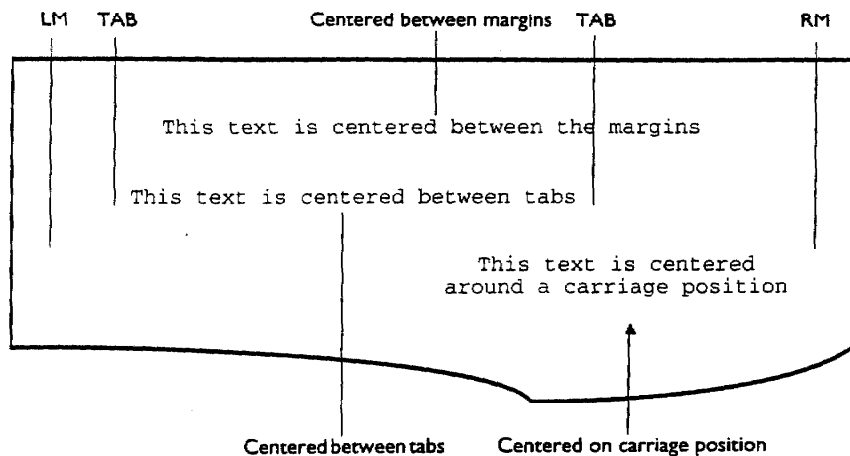 LM TAB Centered between margins TAB RM
This text is centered between the margins
This text is centered between tabs
This text is centered
around a carriage position
Centered between tabs Centered on carriage position